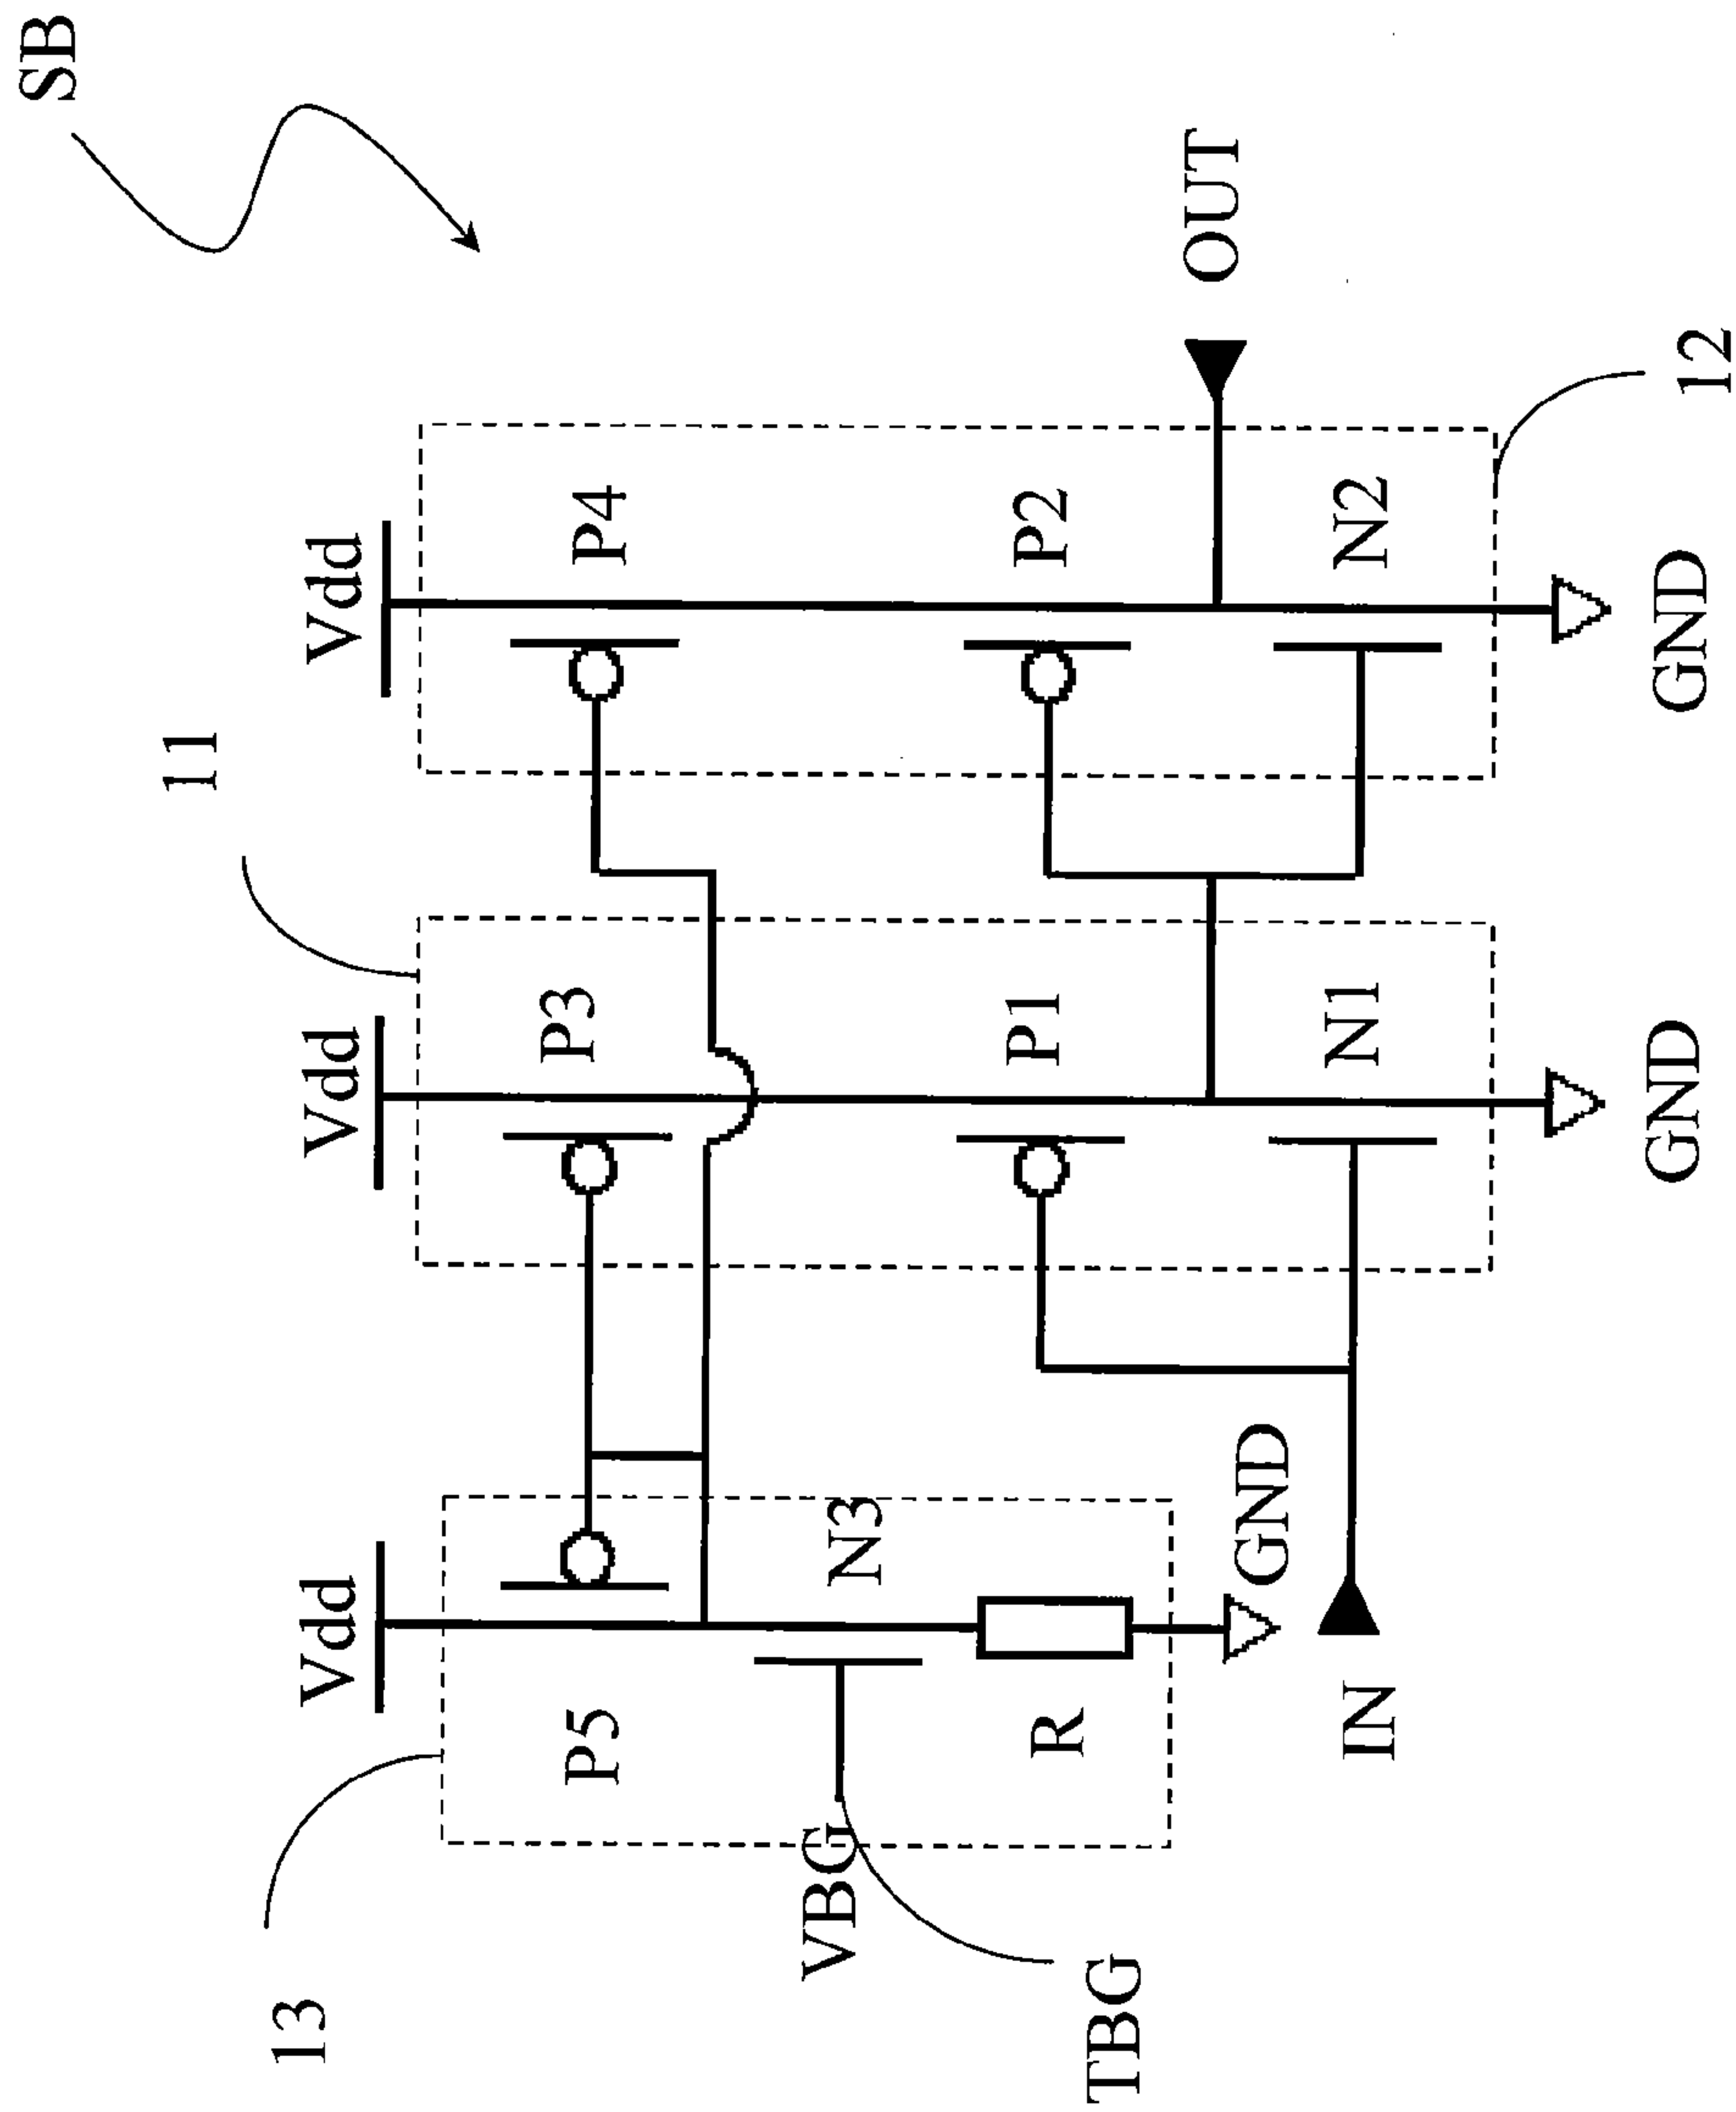 SB
13
11
Vdd
Vdd
Vdd
P5
P3
P4
N3
VBG
TBG
R
P1
P2
GND
IN
N1
N2
OUT
GND
GND
12